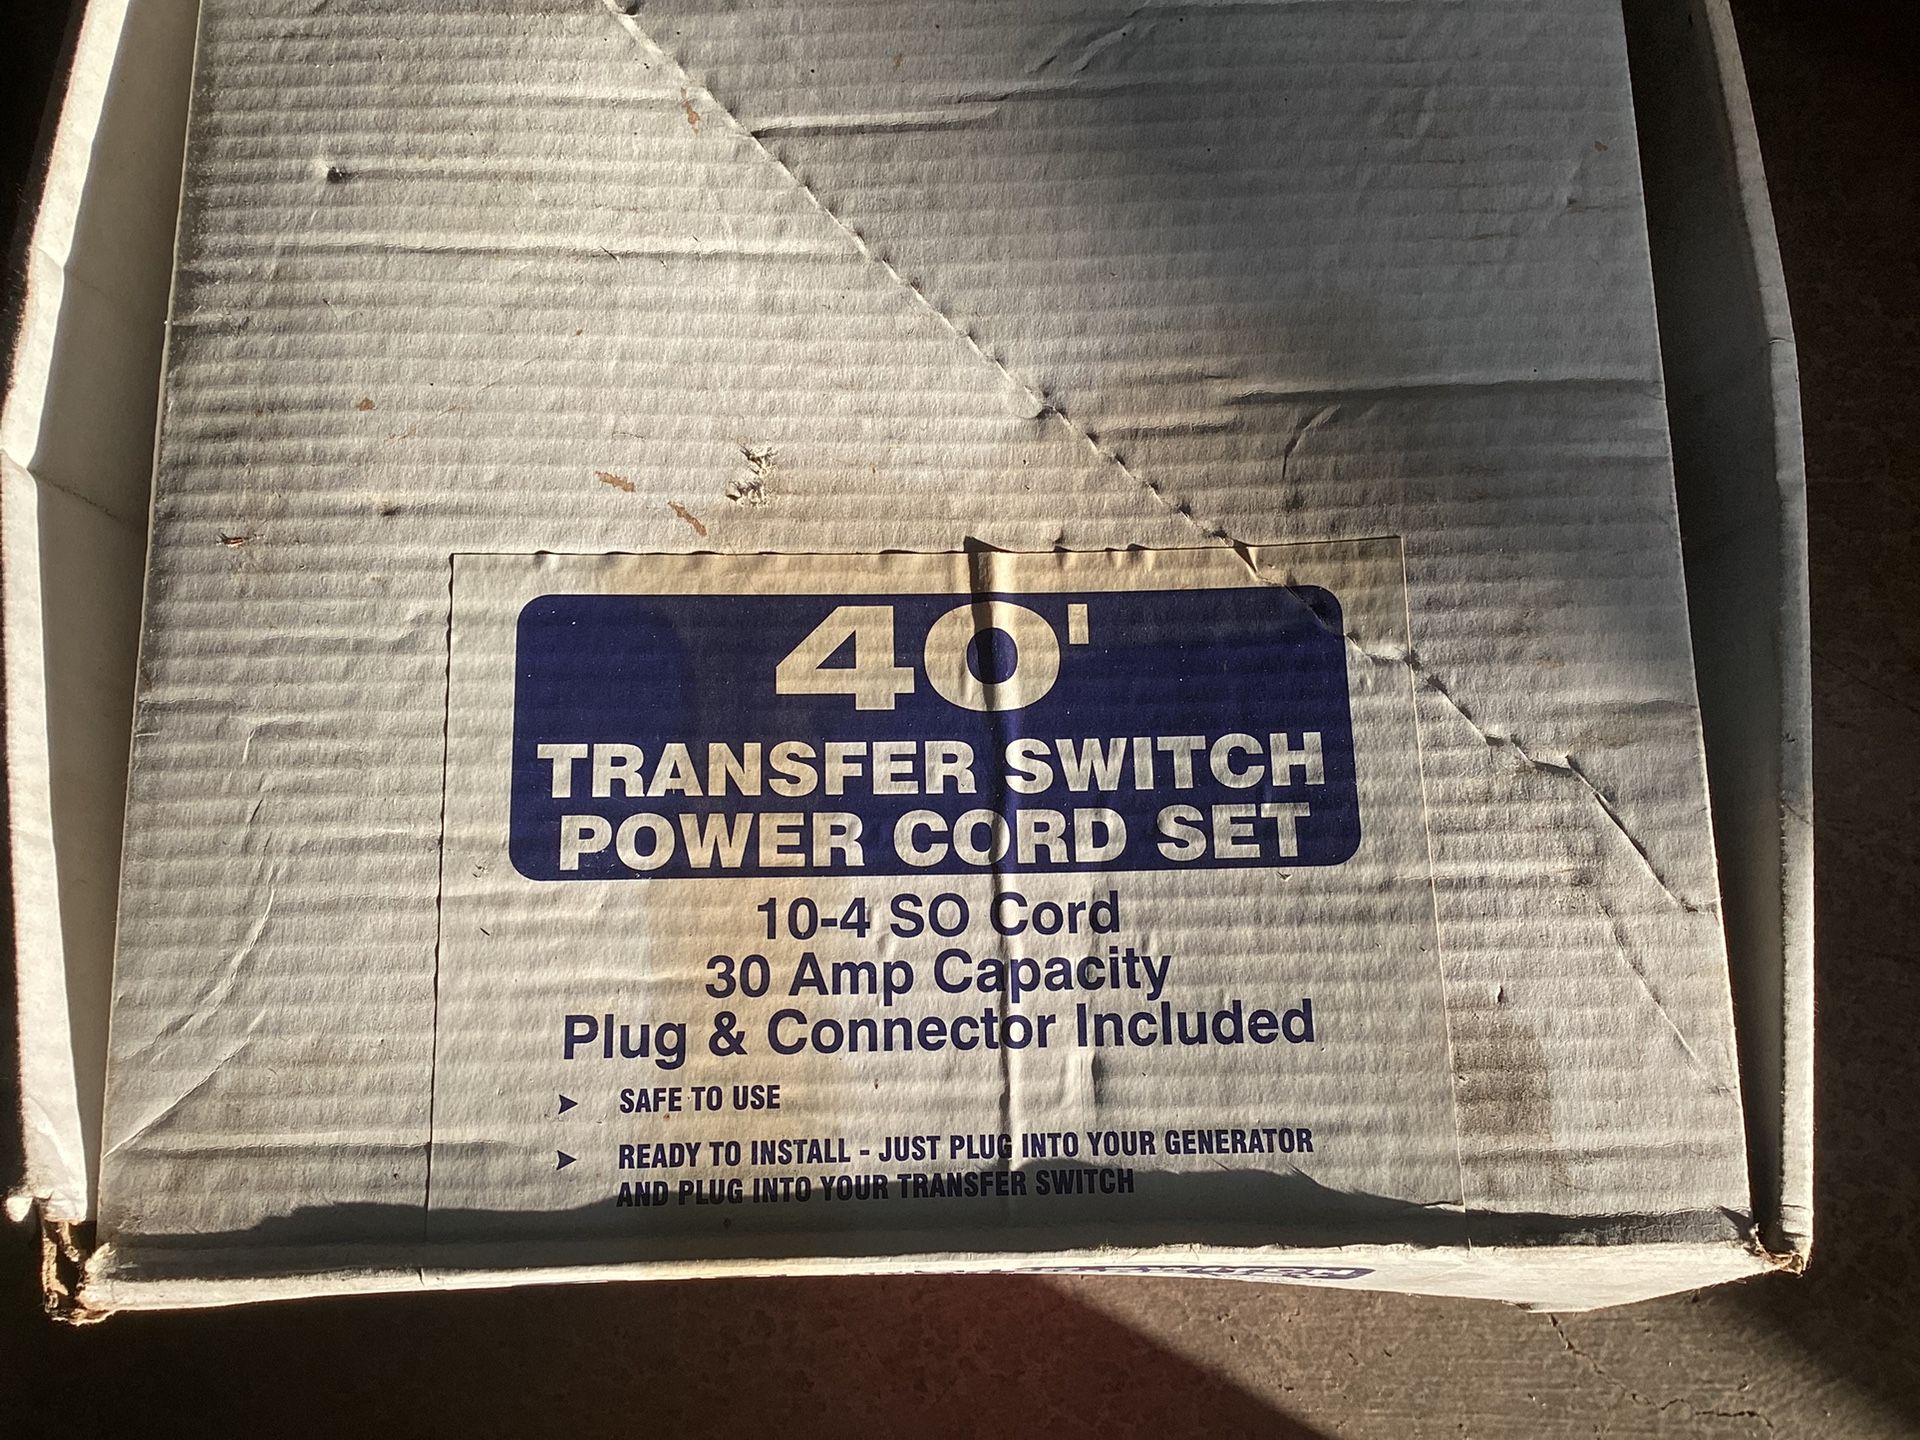 40'
TRANSFER SWITCH
POWER CORD SET
10-4 SO Cord
30 Amp Capacity
Plug & Connector Included
➤ SAFE TO USE
➤ READY TO INSTALL - JUST PLUG INTO YOUR GENERATOR
AND PLUG INTO YOUR TRANSFER SWITCH